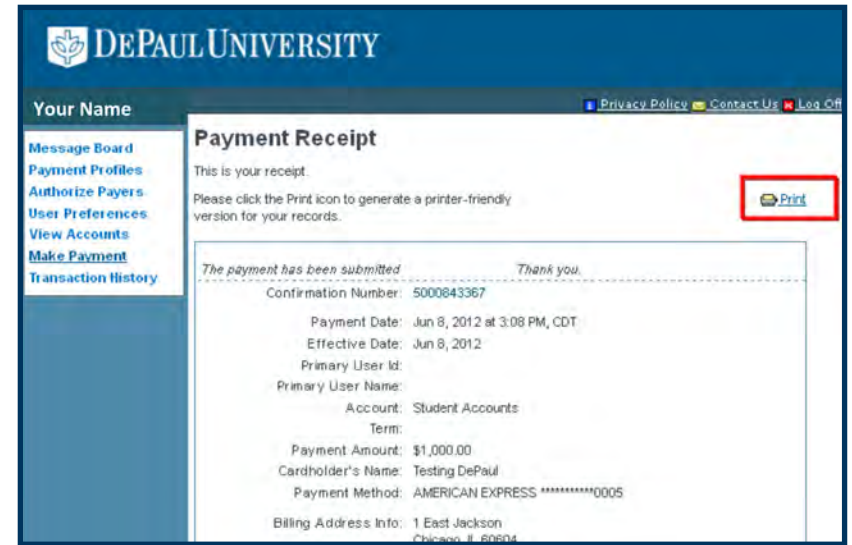 DEPAUL UNIVERSITY
Your Name
Privacy Policy Contact Us Log Off
Message Board
Payment Profiles
Authorize Payers
User Preferences
View Accounts
Make Payment
Transaction History
Payment Receipt
This is your receipt.
Please click the Print icon to generate a printer-friendly
version for your records.
Print
The payment has been submitted Thank you.
Confirmation Number: 5000843367
Payment Date: Jun 8, 2012 at 3:08 PM, CDT
Effective Date: Jun 8, 2012
Primary User Id:
Primary User Name:
Account: Student Accounts
Term:
Payment Amount: $1,000.00
Cardholder's Name: Testing DePaul
Payment Method: AMERICAN EXPRESS ***********0005
Billing Address Info: 1 East Jackson
Chicago, IL 60604